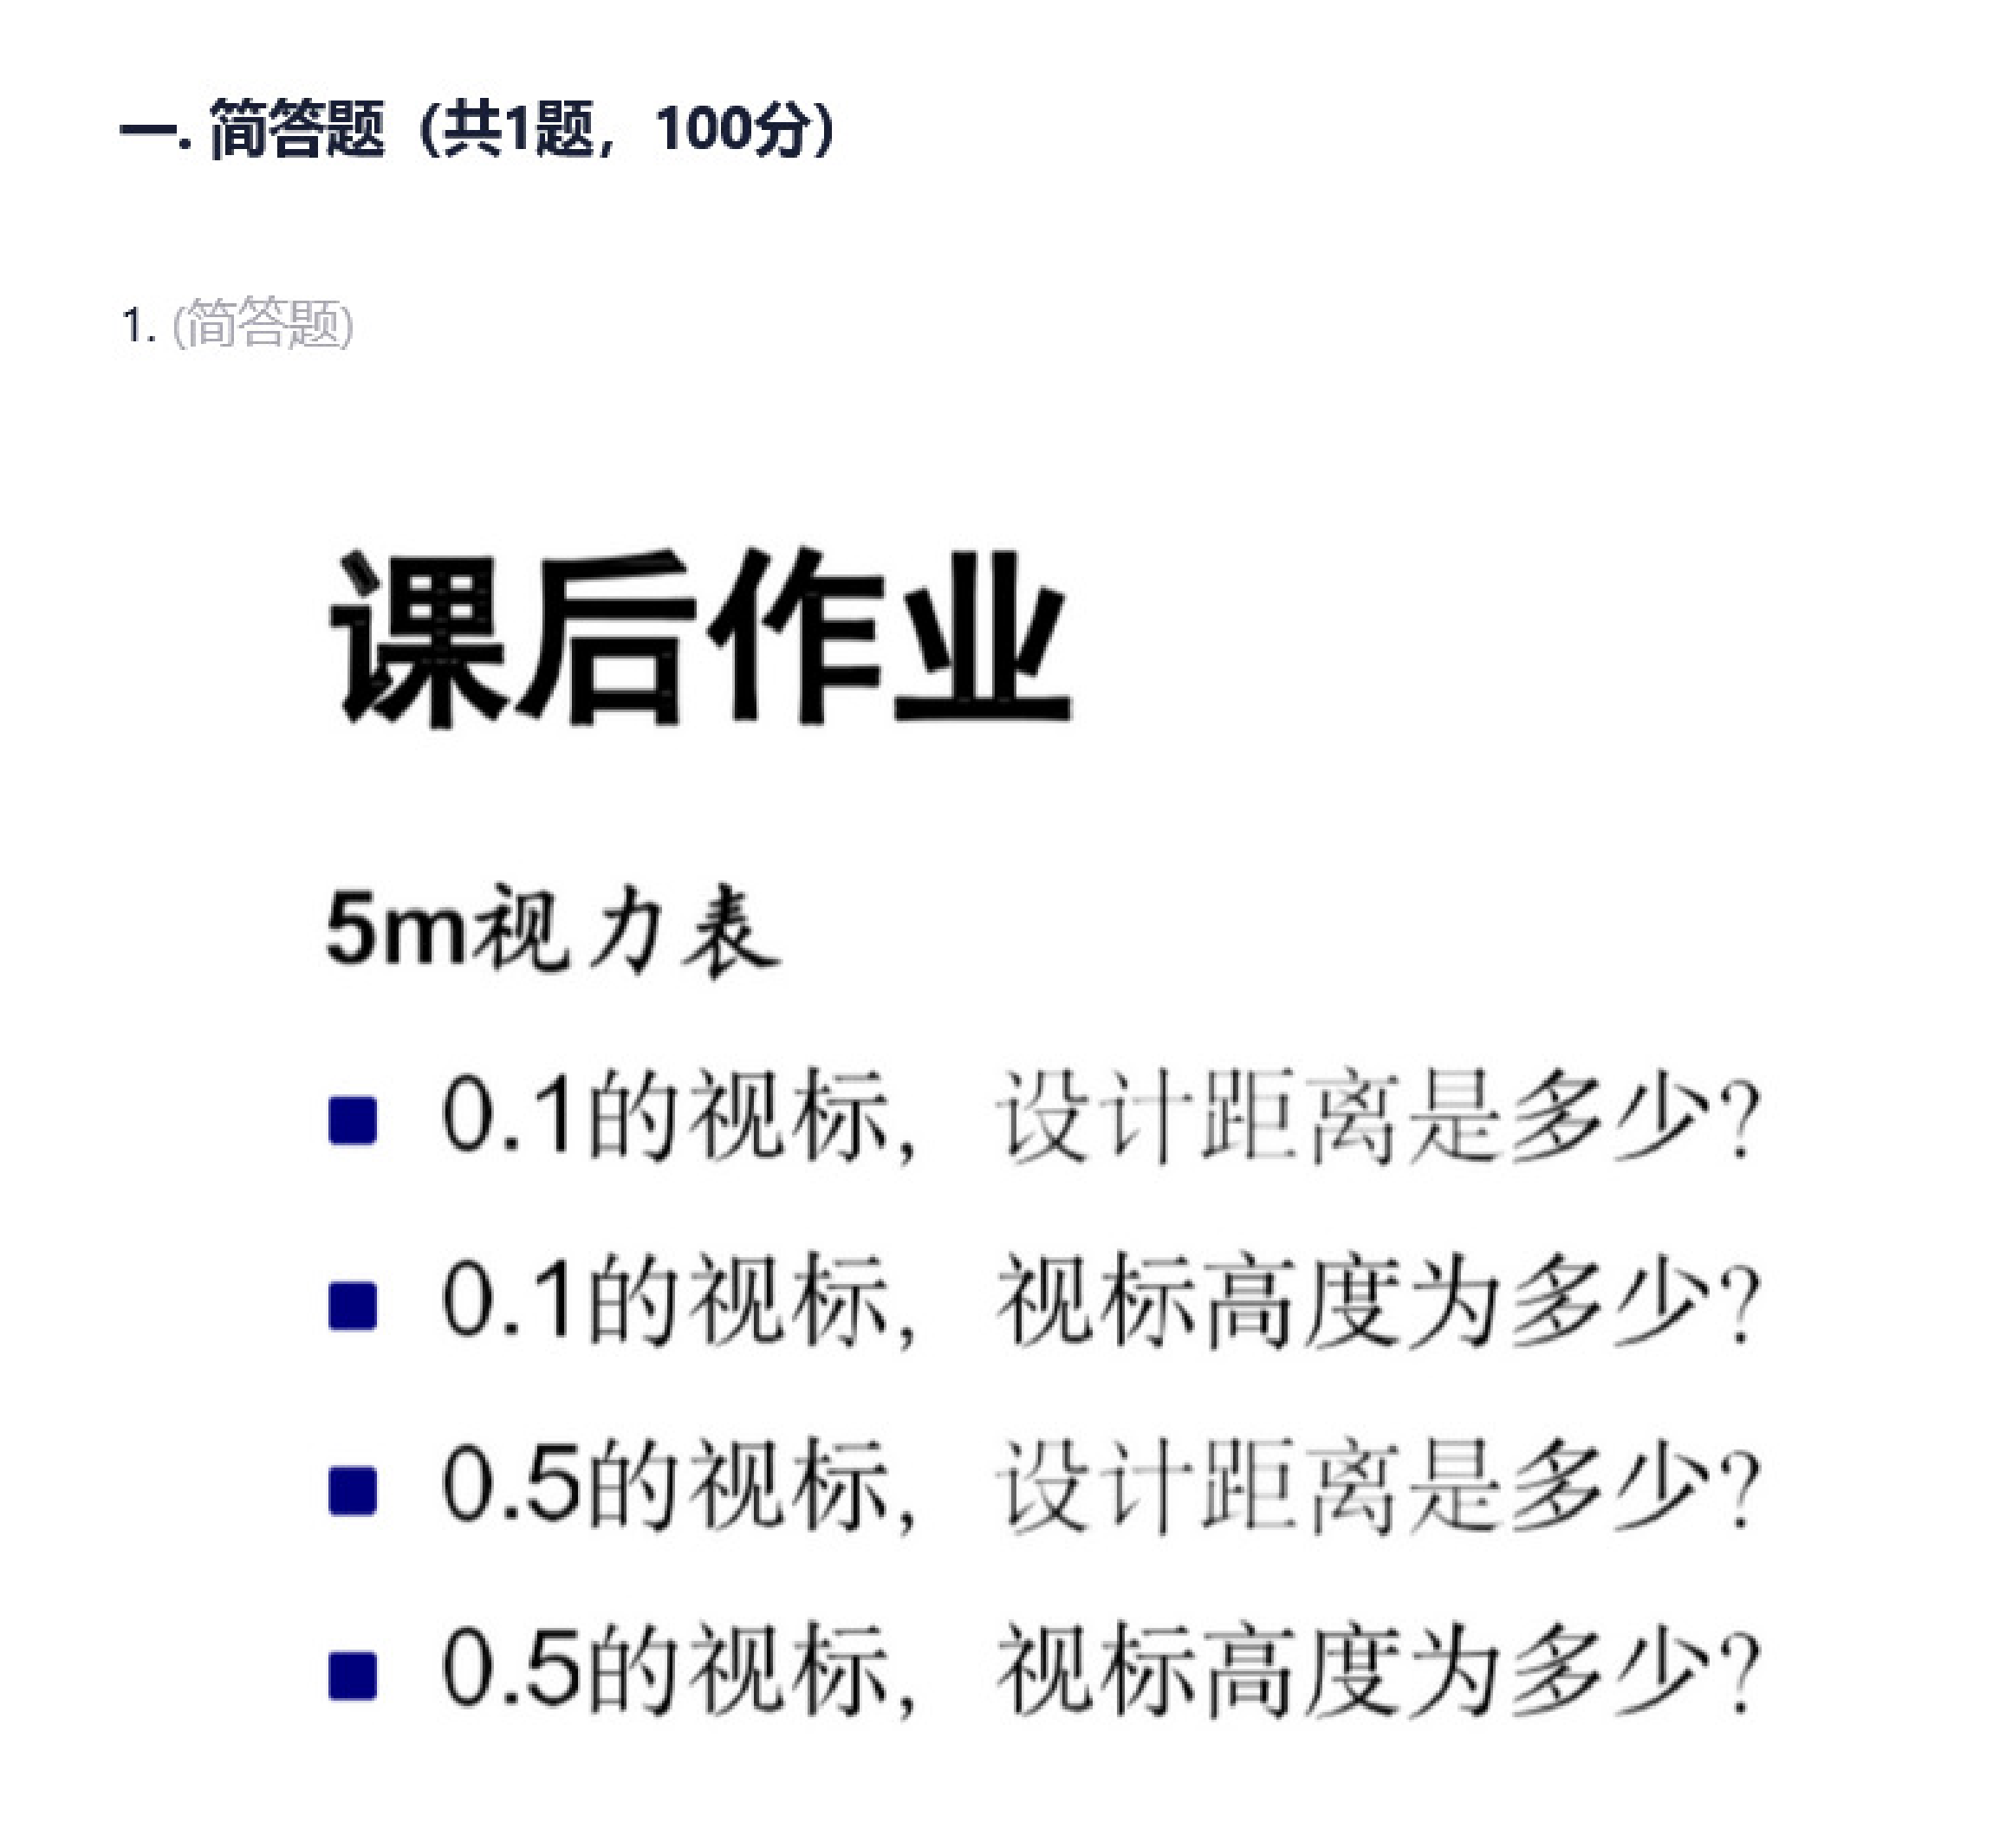 一. 简答题（共1题，100分）
1. (简答题)
课后作业
5m视力表
0.1的视标，设计距离是多少？
0.1的视标，视标高度为多少？
0.5的视标，设计距离是多少？
0.5的视标，视标高度为多少？